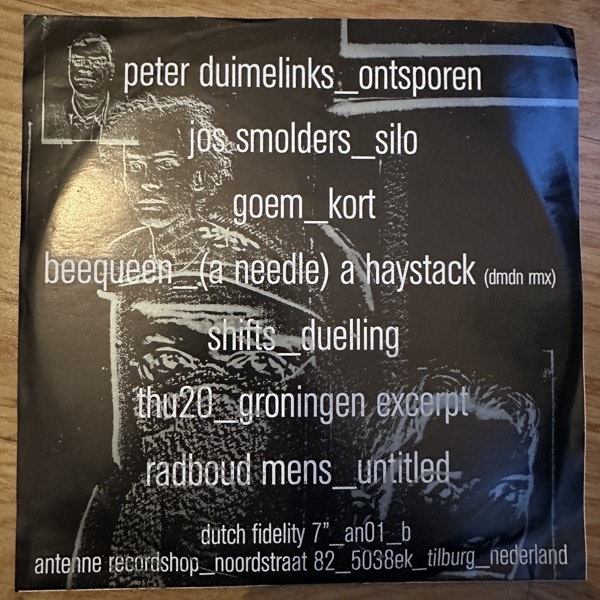 peter duimelinks_ontsporen
jos smolders_silo
goem_kort
beequeen_(a needle) a haystack (dmdn rmx)
shifts_duelling
thu20_groningen excerpt
radboud mens_untitled
dutch fidelity 7”_an01_b
antenne recordshop_noordstraat 82_5038ek_tilburg_nederland